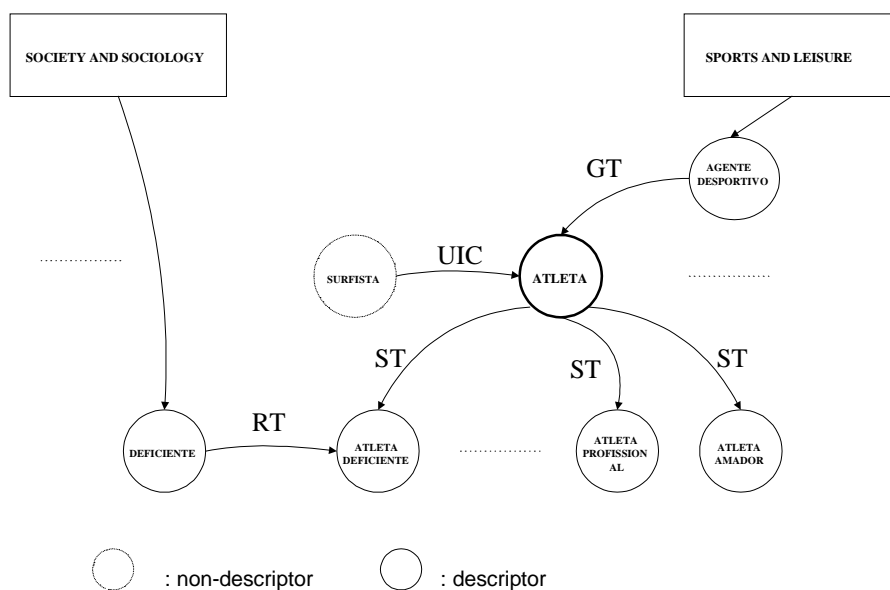 SOCIETY AND SOCIOLOGY
SPORTS AND LEISURE
AGENTE
DESPORTIVO
GT
UIC
SURFISTA
ATLETA
ST
ST
ST
RT
DEFICIENTE
ATLETA
DEFICIENTE
ATLETA
PROFISSION
AL
ATLETA
AMADOR
: non-descriptor
: descriptor